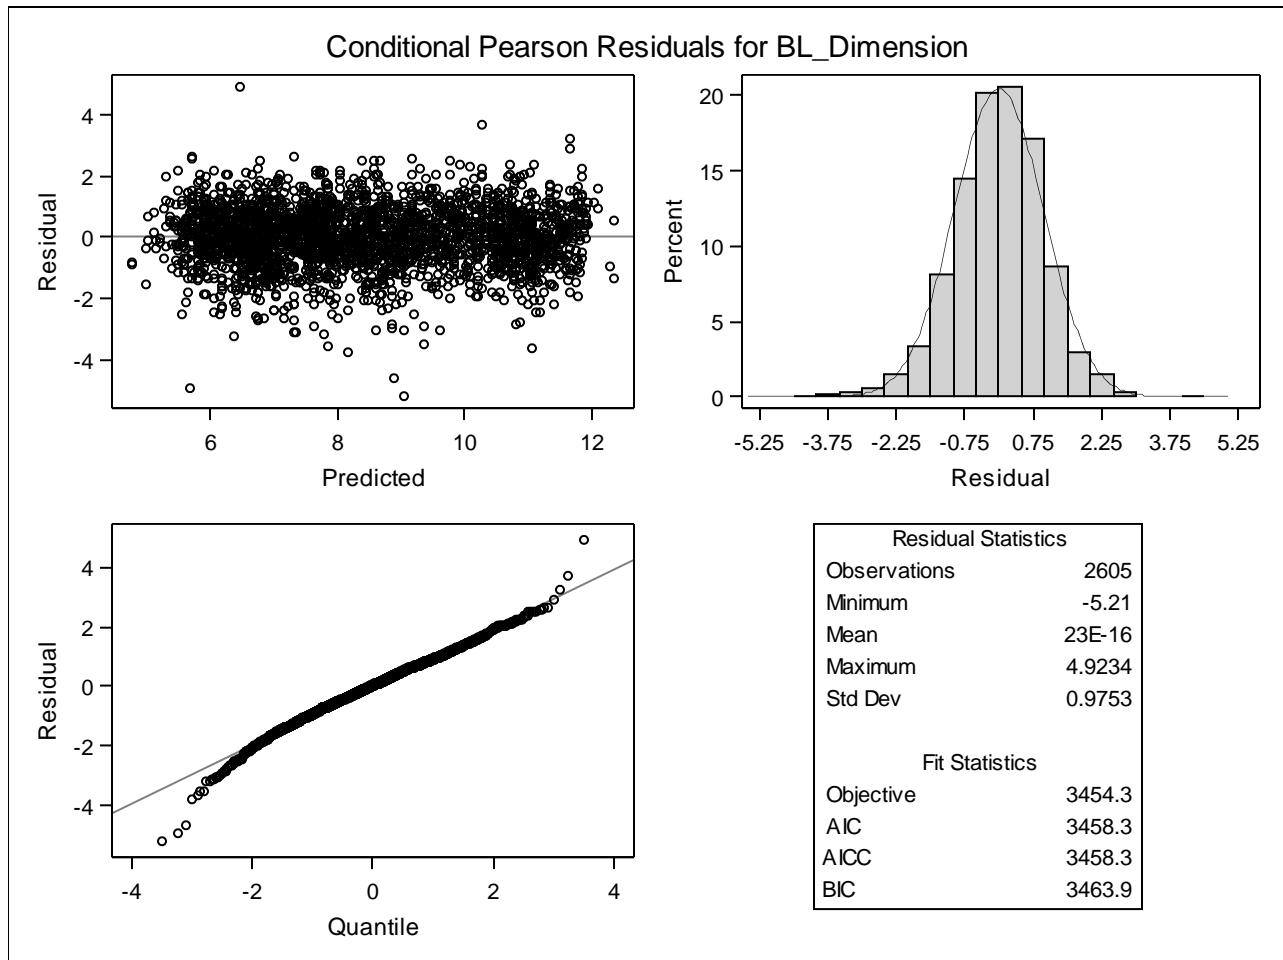 Conditional Pearson Residuals for BL_Dimension
4
2
0
-2
-4
Residual
6
8
10
12
Predicted
20
15
10
5
0
Percent
-5.25
-3.75
-2.25
-0.75
0.75
2.25
3.75
5.25
Residual
4
2
0
-2
-4
Residual
-4
-2
0
2
4
Quantile
Residual Statistics
Observations 2605
Minimum -5.21
Mean 23E-16
Maximum 4.9234
Std Dev 0.9753
Fit Statistics
Objective 3454.3
AIC 3458.3
AICC 3458.3
BIC 3463.9